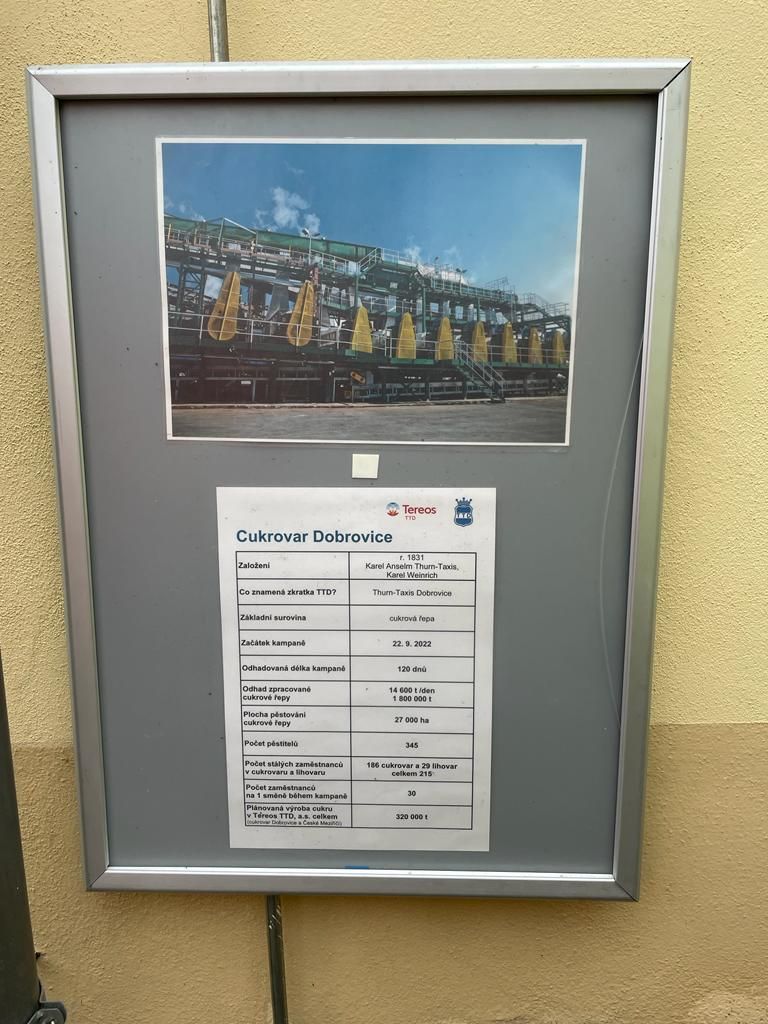 Tereos
TTD
TTD
Cukrovar Dobrovice
Založení
r. 1831
Karel Anselm Thurn-Taxis,
Karel Weinrich
Co znamená zkratka TTD?
Thurn-Taxis Dobrovice
Základní surovina
cukrová řepa
Začátek kampaně
22. 9. 2022
Odhadovaná délka kampaně
120 dnů
Odhad zpracované
cukrové řepy
14 600 t /den
1 800 000 t
Plocha pěstování
cukrové řepy
27 000 ha
Počet pěstitelů
345
Počet stálých zaměstnanců
v cukrovaru a lihovaru
186 cukrovar a 29 lihovar
celkem 215
Počet zaměstnanců
na 1 směně během kampaně
30
Plánovaná výroba cukru
v Tereos TTD, a.s. celkem
(cukrovar Dobrovice a České Meziříčí)
320 000 t